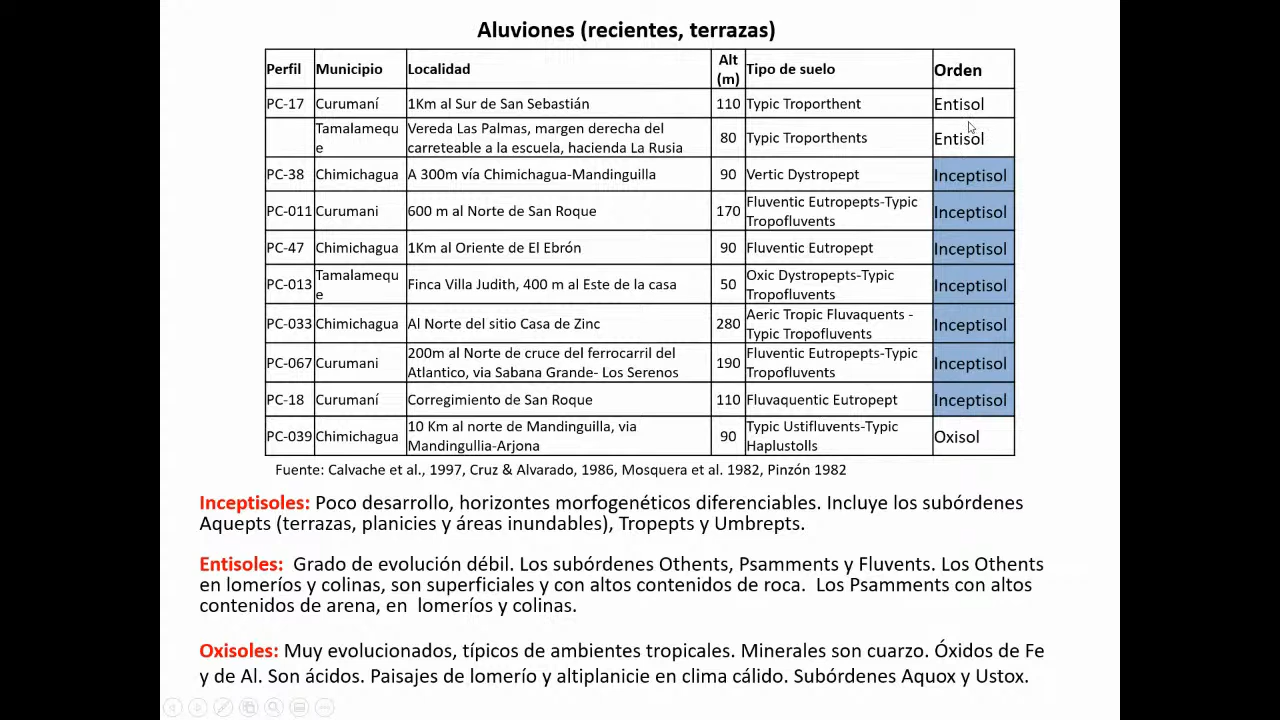 Aluviones (recientes, terrazas)
Perfil Municipio Localidad Alt (m) Tipo de suelo Orden
PC-17 Curumaní 1Km al Sur de San Sebastián 110 Typic Troporthent Entisol
Tamalameque Vereda Las Palmas, margen derecha del carreteable a la escuela, hacienda La Rusia 80 Typic Troporthents Entisol
PC-38 Chimichagua A 300m vía Chimichagua-Mandinguilla 90 Vertic Dystropept Inceptisol
PC-011 Curumani 600 m al Norte de San Roque 170 Fluventic Eutropepts-Typic Tropofluvents Inceptisol
PC-47 Chimichagua 1Km al Oriente de El Ebrón 90 Fluventic Eutropept Inceptisol
PC-013 Tamalameque Finca Villa Judith, 400 m al Este de la casa 50 Oxic Dystropepts-Typic Tropofluvents Inceptisol
PC-033 Chimichagua Al Norte del sitio Casa de Zinc 280 Aeric Tropic Fluvaquents - Typic Tropofluvents Inceptisol
PC-067 Curumani 200m al Norte de cruce del ferrocarril del Atlantico, via Sabana Grande- Los Serenos 190 Fluventic Eutropepts-Typic Tropofluvents Inceptisol
PC-18 Curumaní Corregimiento de San Roque 110 Fluvaquentic Eutropept Inceptisol
PC-039 Chimichagua 10 Km al norte de Mandinguilla, via Mandingullia-Arjona 90 Typic Ustifluvents-Typic Haplustolls Oxisol
Fuente: Calvache et al., 1997, Cruz & Alvarado, 1986, Mosquera et al. 1982, Pinzón 1982
Inceptisoles: Poco desarrollo, horizontes morfogenéticos diferenciables. Incluye los subórdenes
Aquepts (terrazas, planicies y áreas inundables), Tropepts y Umbrepts.
Entisoles: Grado de evolución débil. Los subórdenes Othents, Psamments y Fluvents. Los Othents
en lomeríos y colinas, son superficiales y con altos contenidos de roca. Los Psamments con altos
contenidos de arena, en lomeríos y colinas.
Oxisoles: Muy evolucionados, típicos de ambientes tropicales. Minerales son cuarzo. Óxidos de Fe
y de Al. Son ácidos. Paisajes de lomerío y altiplanicie en clima cálido. Subórdenes Aquox y Ustox.